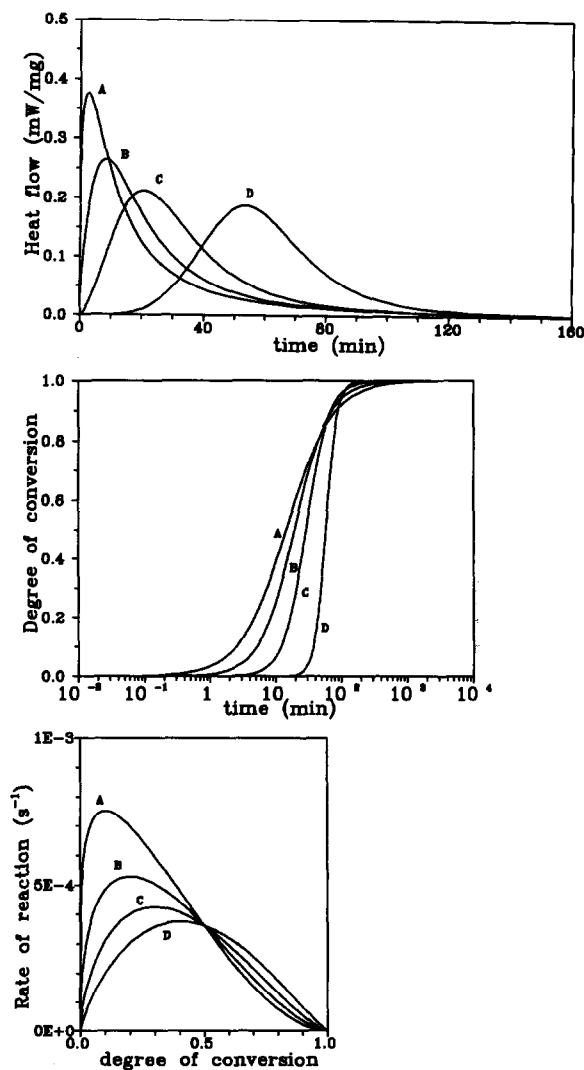 0.5
0.4
0.3
0.2
0.1
0.0
Heat flow (mW/mg)
A
B
C
D
0 40 80 120 160
time (min)
1.0
0.8
0.6
0.4
0.2
0.0
Degree of conversion
A
B
C
D
10 -2 10 -1 1 10 10 2 10 3 10 4
time (min)
1E-3
5E-4
0E+0
Rate of reaction (s-1)
A
B
C
D
0.0 0.5 1.0
degree of conversion